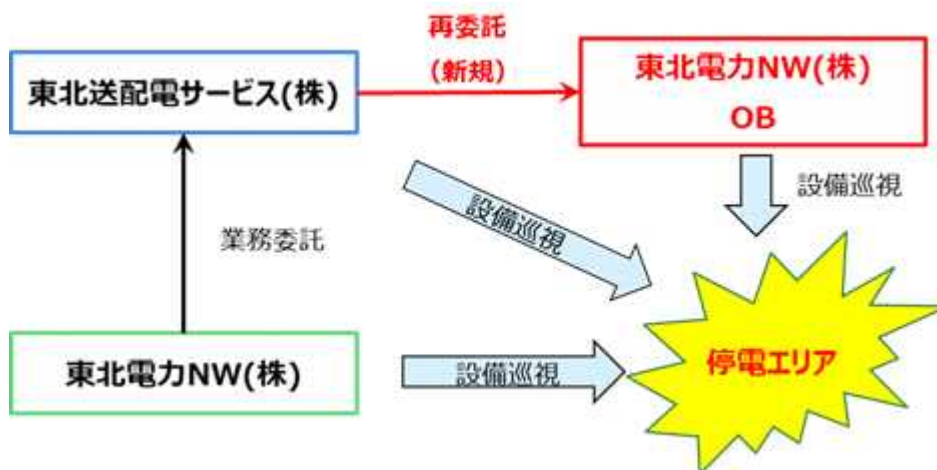 再委託
(新規)
東北送配電サービス(株)
東北電力NW(株)
OB
設備巡視
設備巡視
業務委託
東北電力NW(株)
設備巡視
停電エリア